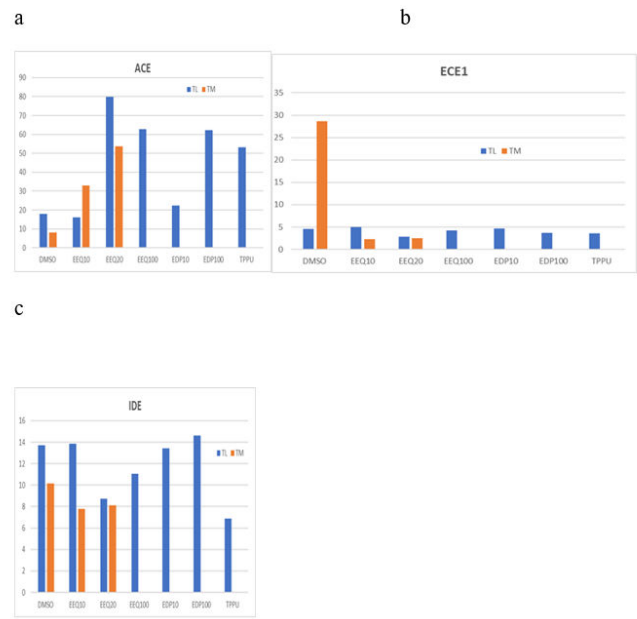 a
b
ACE
TL TM
90
80
70
60
50
40
30
20
10
0
DMSO EEQ10 EEQ20 EEQ100 EDP10 EDP100 TPPU
ECE1
35
30
25
20
15
10
5
0
TL TM
DMSO EEQ10 EEQ20 EEQ100 EDP10 EDP100 TPPU
c
IDE
16
14
12
10
8
6
4
2
0
TL TM
DMSO EEQ10 EEQ20 EEQ100 EDP10 EDP100 TPPU